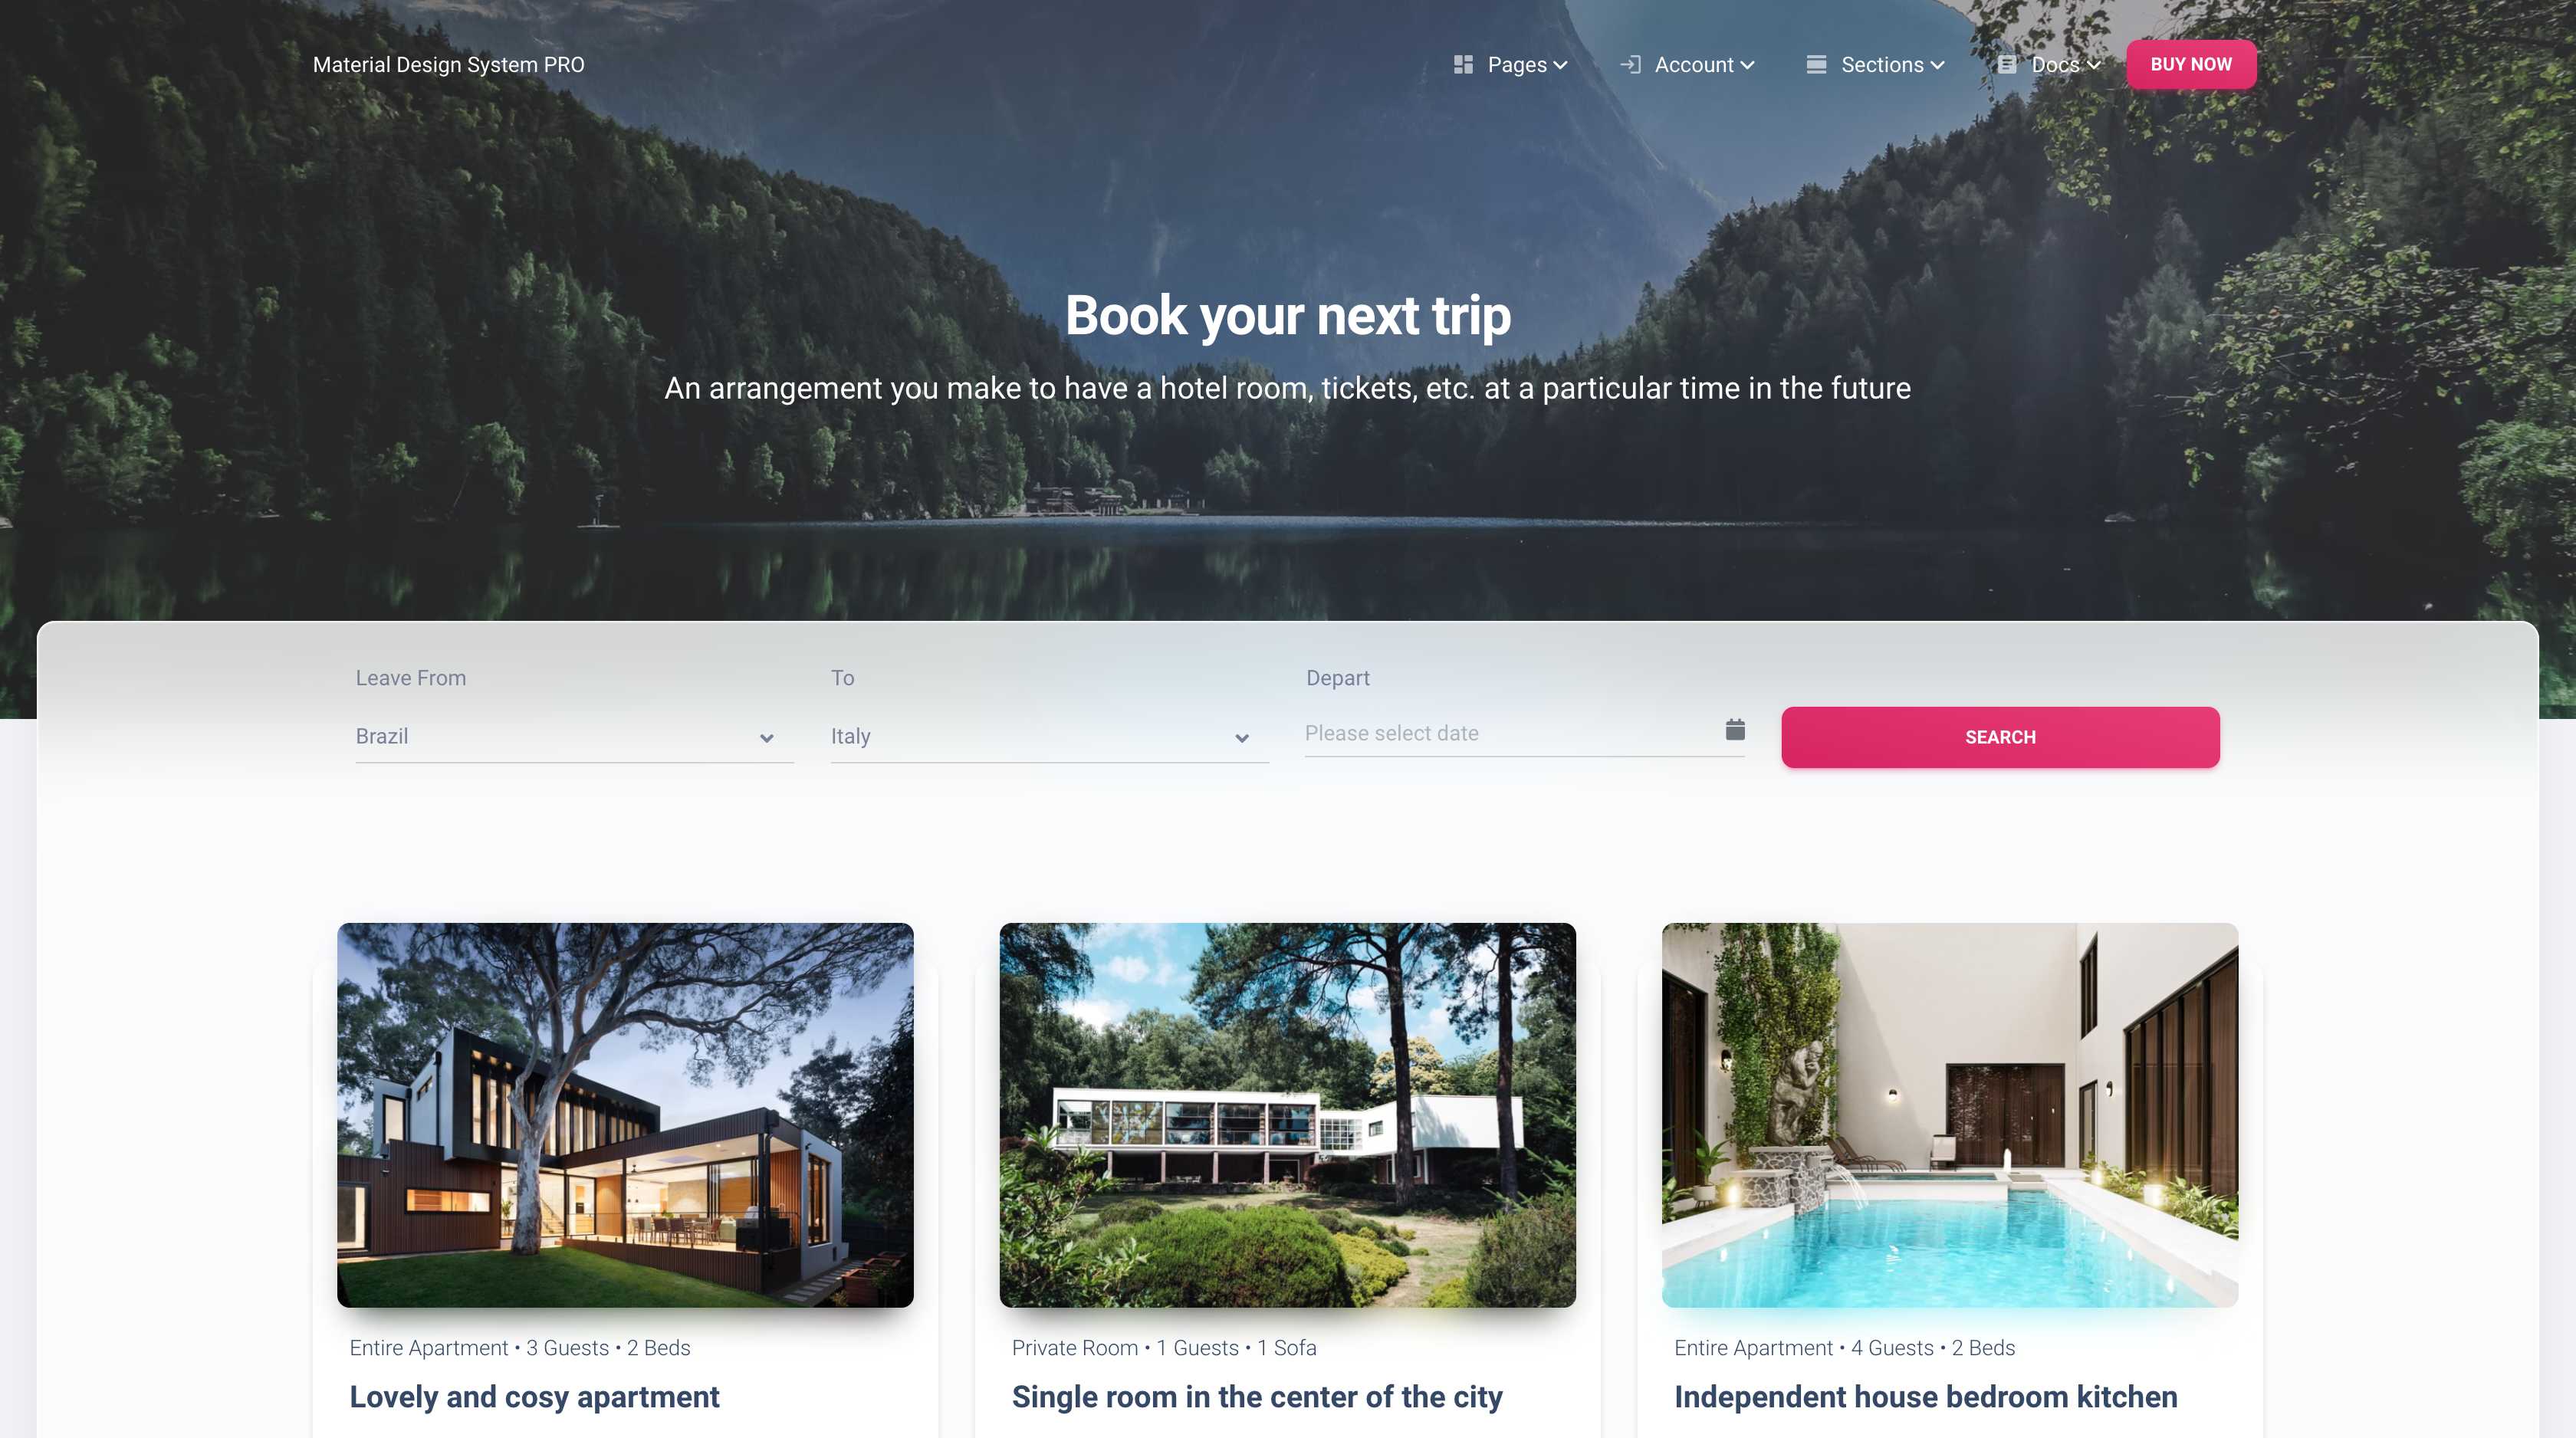 Material Design System PRO
Pages
Account
Sections
Docs
BUY NOW
Book your next trip
An arrangement you make to have a hotel room, tickets, etc. at a particular time in the future
Leave From
To
Depart
Brazil
Italy
Please select date
SEARCH
Entire Apartment • 3 Guests • 2 Beds
Lovely and cosy apartment
Private Room • 1 Guests • 1 Sofa
Single room in the center of the city
Entire Apartment • 4 Guests • 2 Beds
Independent house bedroom kitchen